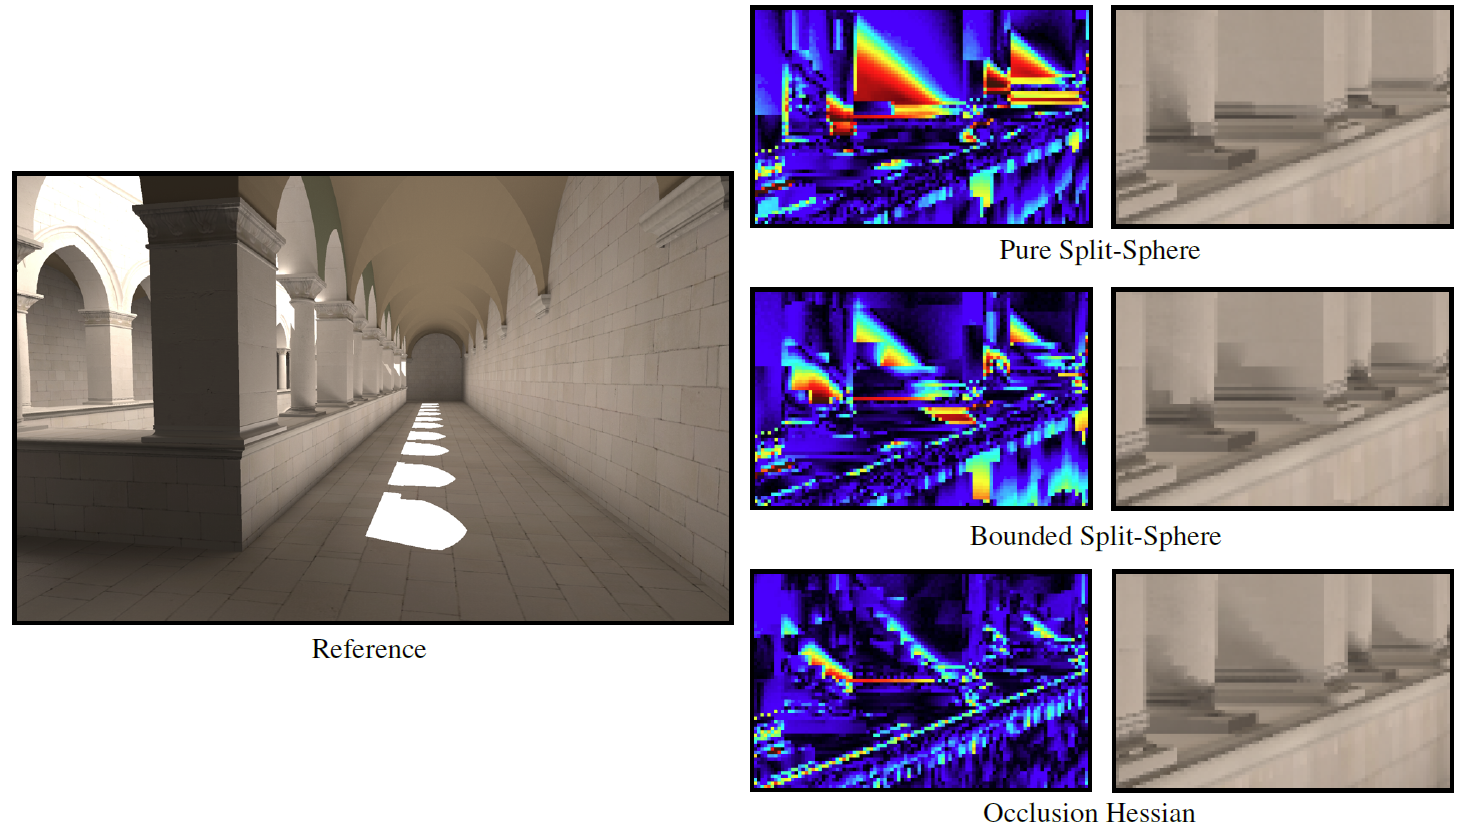 Pure Split-Sphere
Bounded Split-Sphere
Reference
Occlusion Hessian